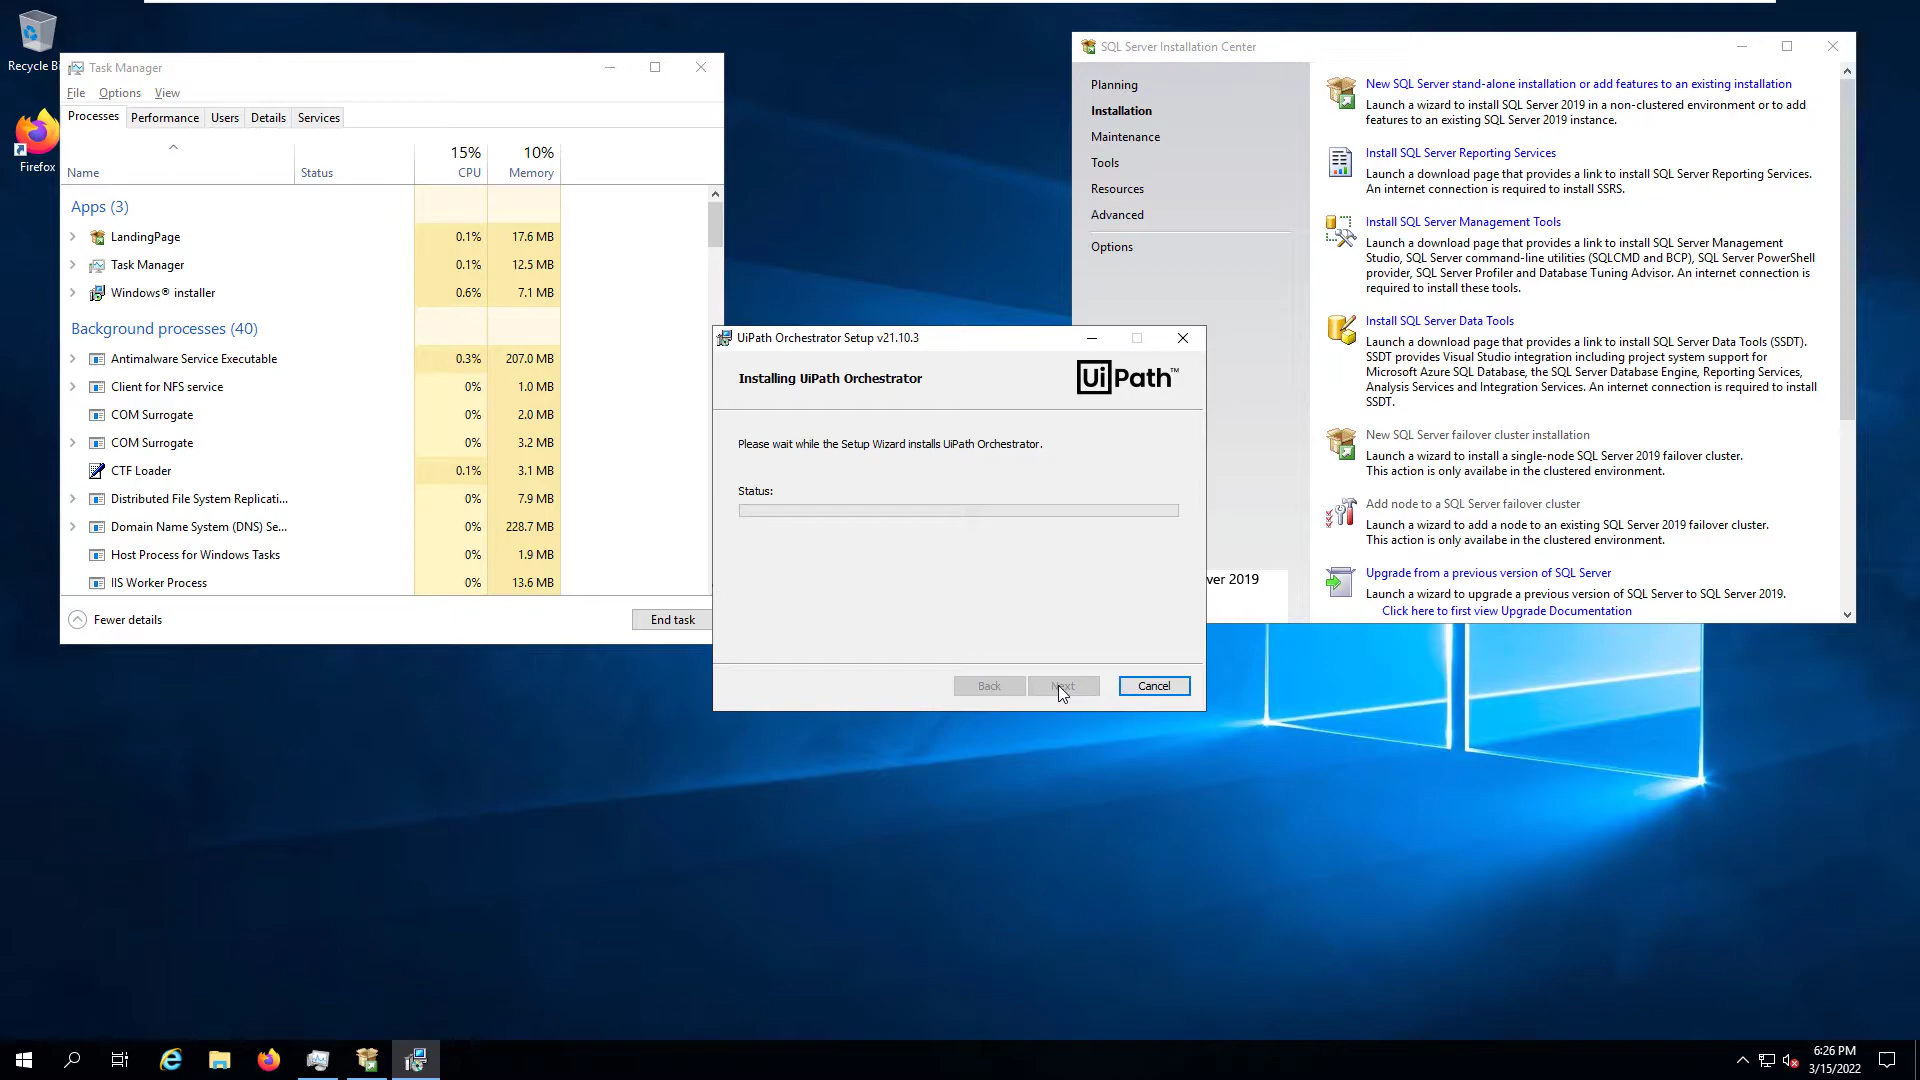 Recycle Bi
Firefox
Task Manager
File Options View
Processes Performance Users Details Services
15% 10%
Name Status CPU Memory
Apps (3)
LandingPage 0.1% 17.6 MB
Task Manager 0.1% 12.5 MB
Windows® installer 0.6% 7.1 MB
Background processes (40)
Antimalware Service Executable 0.3% 207.0 MB
Client for NFS service 0% 1.0 MB
COM Surrogate 0% 2.0 MB
COM Surrogate 0% 3.2 MB
CTF Loader 0.1% 3.1 MB
Distributed File System Replicati... 0% 7.9 MB
Domain Name System (DNS) Se... 0% 228.7 MB
Host Process for Windows Tasks 0% 1.9 MB
IIS Worker Process 0% 13.6 MB
Fewer details End task
UiPath Orchestrator Setup v21.10.3
Installing UiPath Orchestrator
UiPath™
Please wait while the Setup Wizard installs UiPath Orchestrator.
Status:
Back Next Cancel
SQL Server Installation Center
Planning
Installation
Maintenance
Tools
Resources
Advanced
Options
ver 2019
New SQL Server stand-alone installation or add features to an existing installation
Launch a wizard to install SQL Server 2019 in a non-clustered environment or to add
features to an existing SQL Server 2019 instance.
Install SQL Server Reporting Services
Launch a download page that provides a link to install SQL Server Reporting Services.
An internet connection is required to install SSRS.
Install SQL Server Management Tools
Launch a download page that provides a link to install SQL Server Management
Studio, SQL Server command-line utilities (SQLCMD and BCP), SQL Server PowerShell
provider, SQL Server Profiler and Database Tuning Advisor. An internet connection is
required to install these tools.
Install SQL Server Data Tools
Launch a download page that provides a link to install SQL Server Data Tools (SSDT).
SSDT provides Visual Studio integration including project system support for
Microsoft Azure SQL Database, the SQL Server Database Engine, Reporting Services,
Analysis Services and Integration Services. An internet connection is required to install
SSDT.
New SQL Server failover cluster installation
Launch a wizard to install a single-node SQL Server 2019 failover cluster.
This action is only availabe in the clustered environment.
Add node to a SQL Server failover cluster
Launch a wizard to add a node to an existing SQL Server 2019 failover cluster.
This action is only availabe in the clustered environment.
Upgrade from a previous version of SQL Server
Launch a wizard to upgrade a previous version of SQL Server to SQL Server 2019.
Click here to first view Upgrade Documentation
6:26 PM
3/15/2022